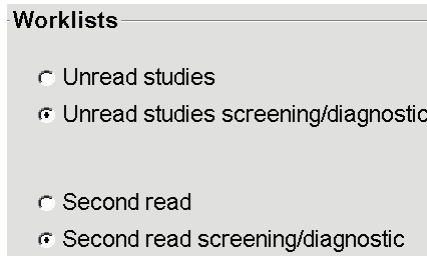 Worklists
Unread studies
Unread studies screening/diagnostic
Second read
Second read screening/diagnostic